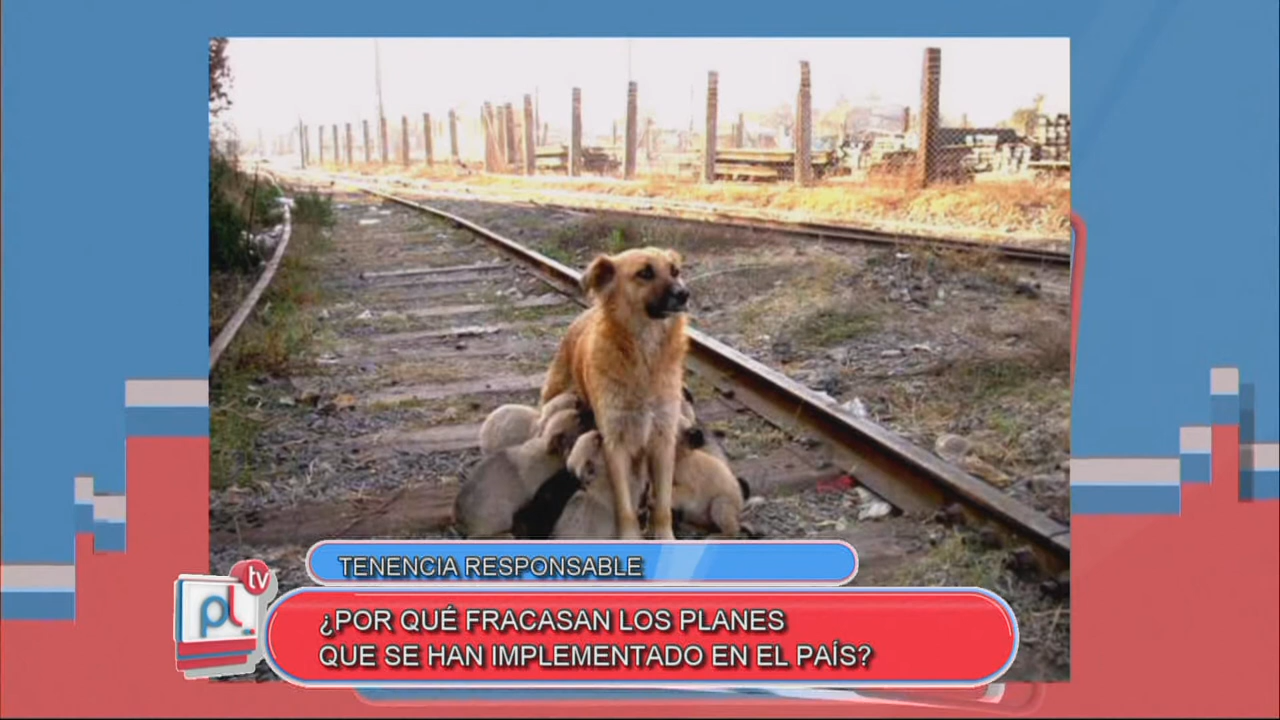 TENENCIA RESPONSABLE
tv
pl
¿POR QUÉ FRACASAN LOS PLANES
QUE SE HAN IMPLEMENTADO EN EL PAÍS?